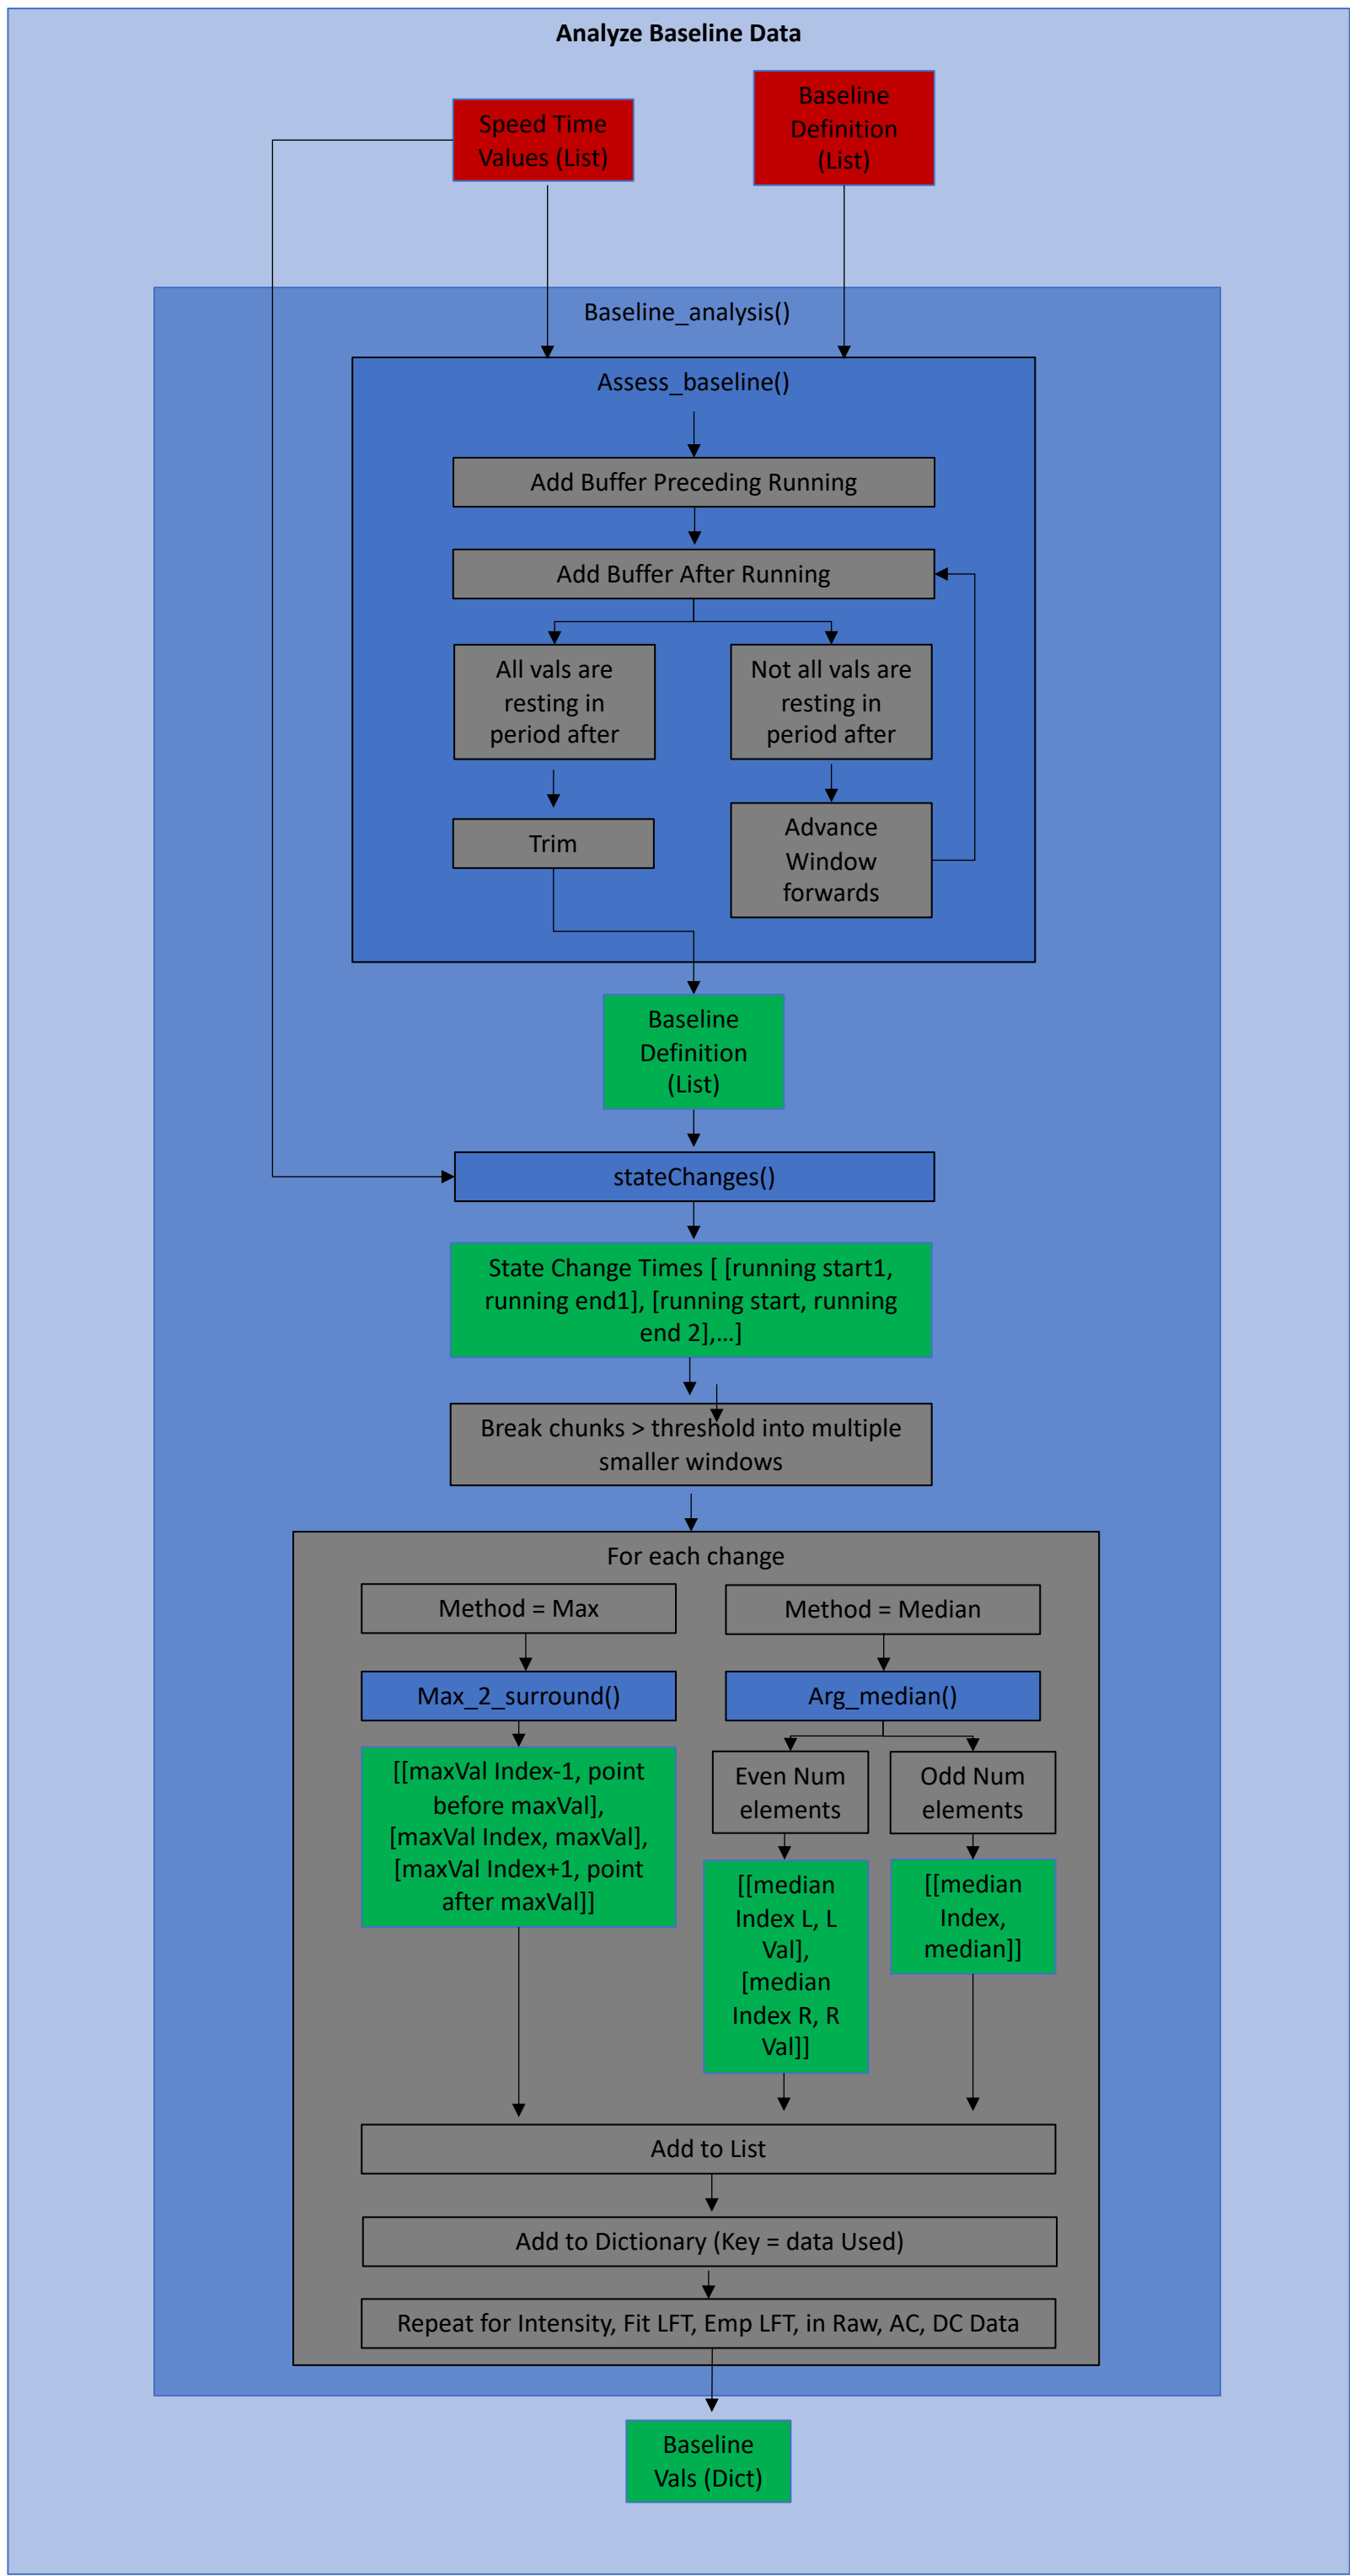 Analyze Baseline Data
Speed Time
Values (List)
Baseline
Definition
(List)
Baseline_analysis()
Assess_baseline()
Add Buffer Preceding Running
Add Buffer After Running
All vals are
resting in
period after
Not all vals are
resting in
period after
Trim
Advance
Window
forwards
Baseline
Definition
(List)
stateChanges()
State Change Times [ [running start1,
running end1], [running start, running
end 2],...]
Break chunks > threshold into multiple
smaller windows
For each change
Method = Max
Method = Median
Max_2_surround()
Arg_median()
[[maxVal Index-1, point
before maxVal],
[maxVal Index, maxVal],
[maxVal Index+1, point
after maxVal]]
Even Num
elements
Odd Num
elements
[[median
Index L, L
Val],
[median
Index R, R
Val]]
[[median
Index,
median]]
Add to List
Add to Dictionary (Key = data Used)
Repeat for Intensity, Fit LFT, Emp LFT, in Raw, AC, DC Data
Baseline
Vals (Dict)